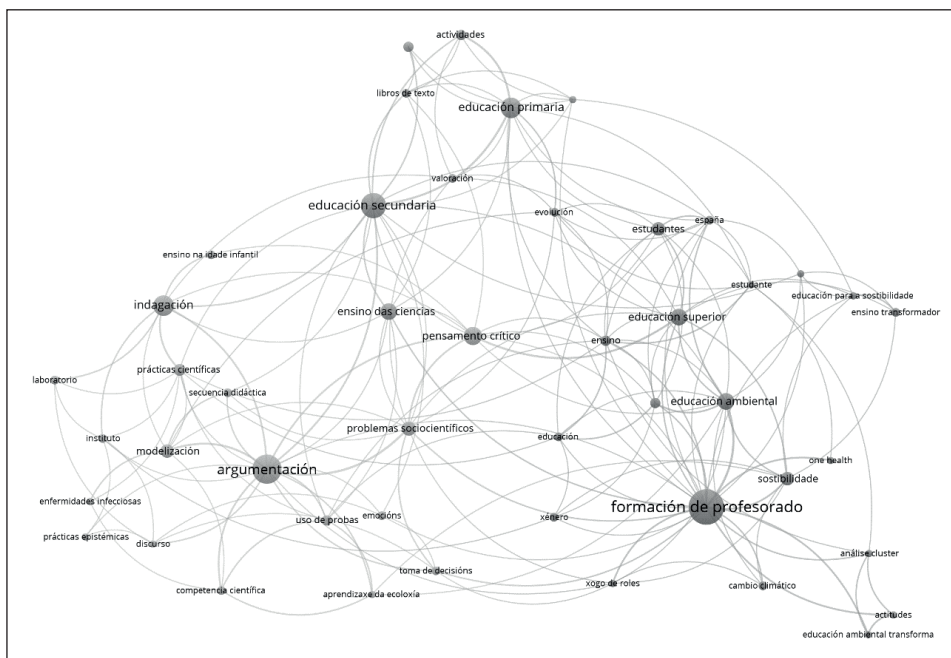 actividades
libros de texto
educación primaria
valoración
educación secundaria
evolución
españa
estudantes
ensino na idade infantil
estudante
educación para a sostibilidade
indagación
ensino das ciencias
educación superior
ensino transformador
pensamento crítico
ensino
prácticas científicas
laboratorio
secuencia didáctica
educación ambiental
problemas sociocientíficos
educación
instituto
modelización
one health
argumentación
sostibilidade
enfermidades infecciosas
formación de profesorado
emocións
uso de probas
xénero
prácticas epistémicas
discurso
análise cluster
toma de decisións
xogo de roles
cambio climático
competencia científica
aprendizaxe da ecoloxía
actitudes
educación ambiental transforma